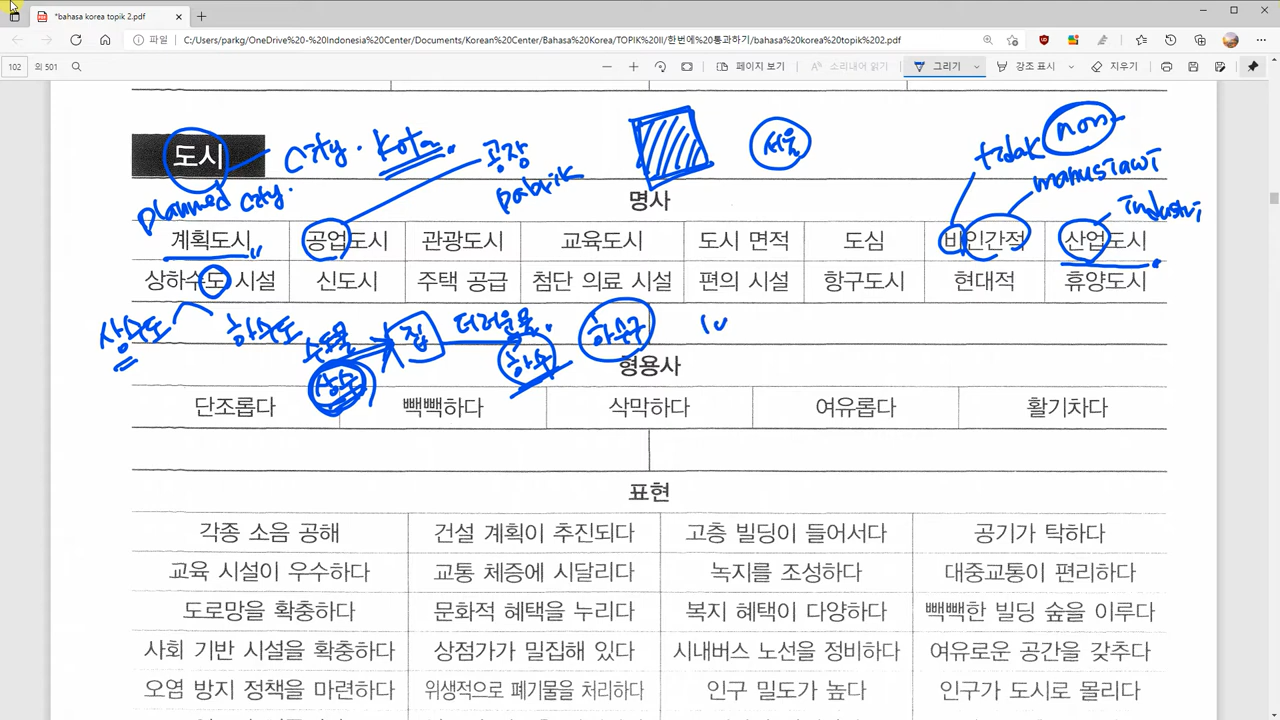 *bahasa korea topik 2.pdf
파일 C:/Users/parkg/OneDrive%20-%20Indonesia%20Center/Documents/Korean%20Center/Bahasa%20Korea/TOPIK%20II/한번에%20통과하기/bahasa%20korea%20topik%202.pdf
102 외 501 페이지 보기 소리내어 읽기 그리기 강조 표시 지우기
도시 city. Kota. 공장 서울 tidak non-
planned city. pabrik manusiawi
명사 industri
계획도시 공업도시 관광도시 교육도시 도시 면적 도심 비인간적 산업도시
상하수도 시설 신도시 주택 공급 첨단 의료 시설 편의 시설 항구도시 현대적 휴양도시
상수도 하수도 수돗물 집 더러운물. 하수구
상수 하수
형용사
단조롭다 빽빽하다 삭막하다 여유롭다 활기차다
표현
각종 소음 공해 건설 계획이 추진되다 고층 빌딩이 들어서다 공기가 탁하다
교육 시설이 우수하다 교통 체증에 시달리다 녹지를 조성하다 대중교통이 편리하다
도로망을 확충하다 문화적 혜택을 누리다 복지 혜택이 다양하다 빽빽한 빌딩 숲을 이루다
사회 기반 시설을 확충하다 상점가가 밀집해 있다 시내버스 노선을 정비하다 여유로운 공간을 갖추다
오염 방지 정책을 마련하다 위생적으로 폐기물을 처리하다 인구 밀도가 높다 인구가 도시로 몰리다